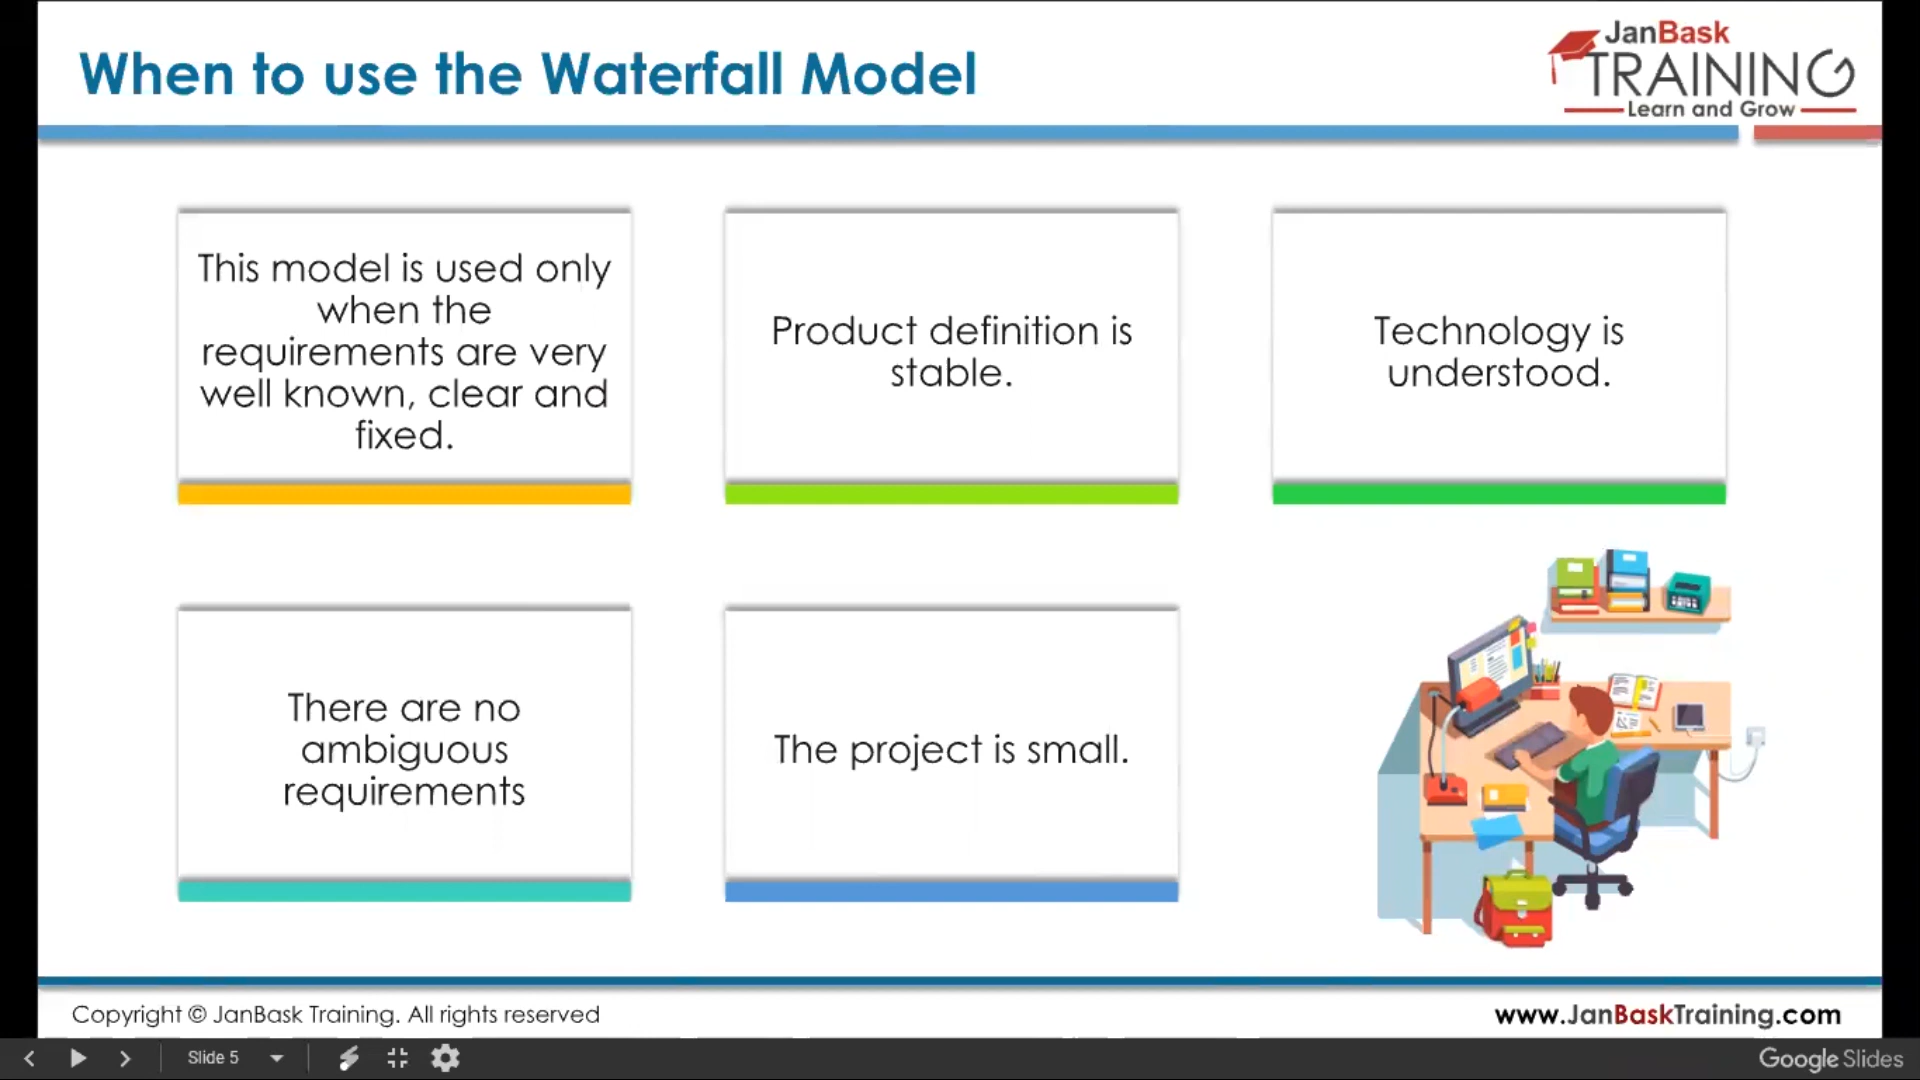 When to use the Waterfall Model
JanBask
TRAINING
Learn and Grow
This model is used only
when the
requirements are very
well known, clear and
fixed.
Product definition is
stable.
Technology is
understood.
There are no
ambiguous
requirements
The project is small.
Copyright © JanBask Training. All rights reserved
www.JanBaskTraining.com
Slide 5
Google Slides